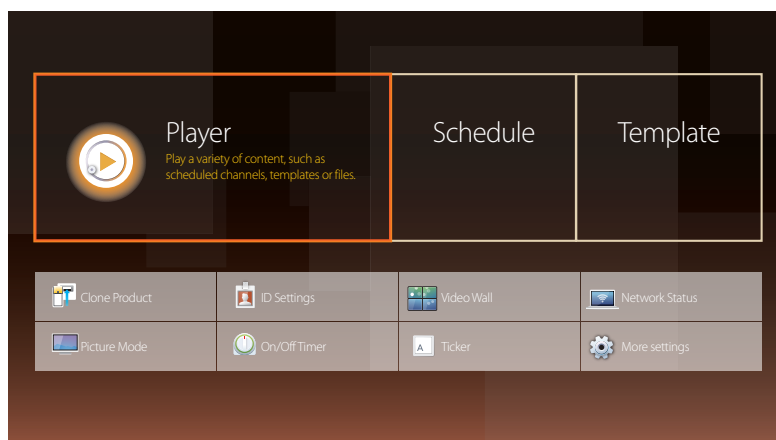 Player
Play a variety of content, such as
scheduled channels, templates or files.
Schedule
Template
Clone Product
ID Settings
Video Wall
Network Status
Picture Mode
On/Off Timer
A
Ticker
More settings